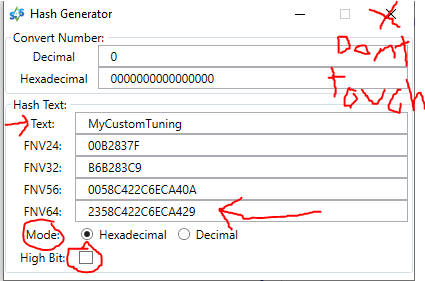 Hash Generator
Dont
touch
Convert Number:
Decimal 0
Hexadecimal 0000000000000000
Hash Text:
Text: MyCustomTuning
FNV24: 00B2837F
FNV32: B6B283C9
FNV56: 0058C422C6ECA40A
FNV64: 2358C422C6ECA429
Mode: Hexadecimal Decimal
High Bit: